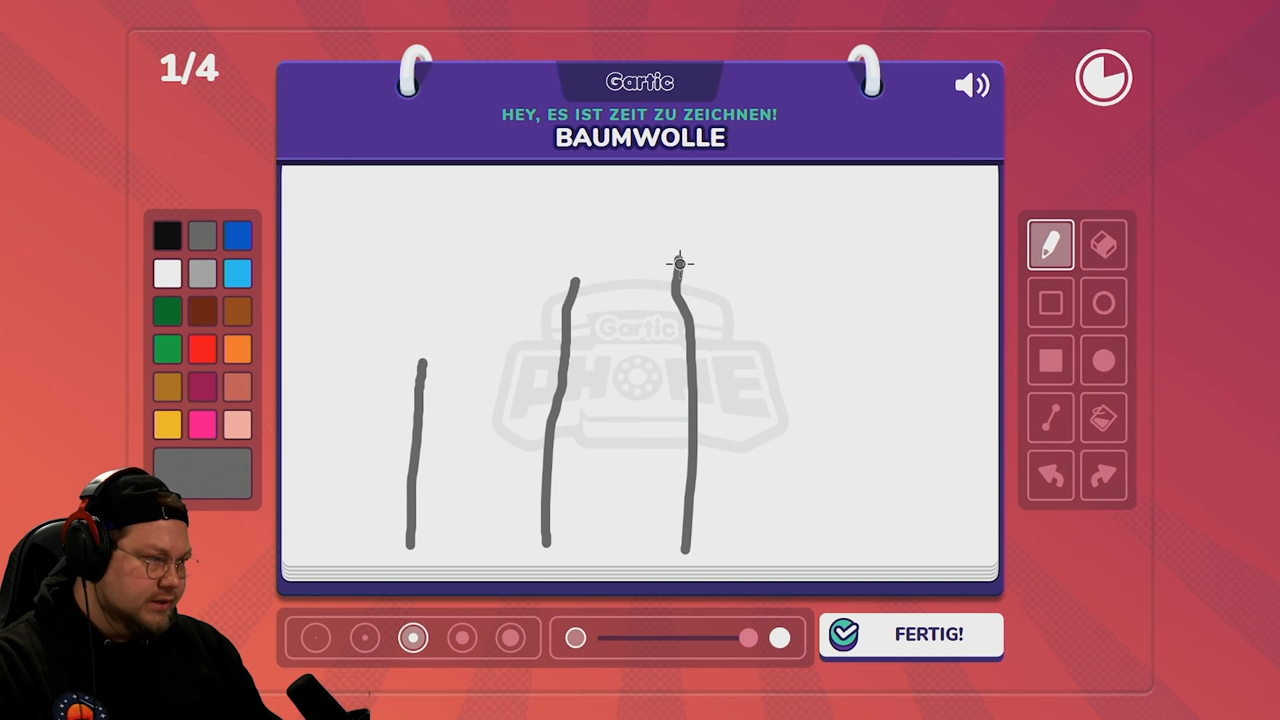 1/4
Gartic
HEY, ES IST ZEIT ZU ZEICHNEN!
BAUMWOLLE
Gartic
PHONE
FERTIG!